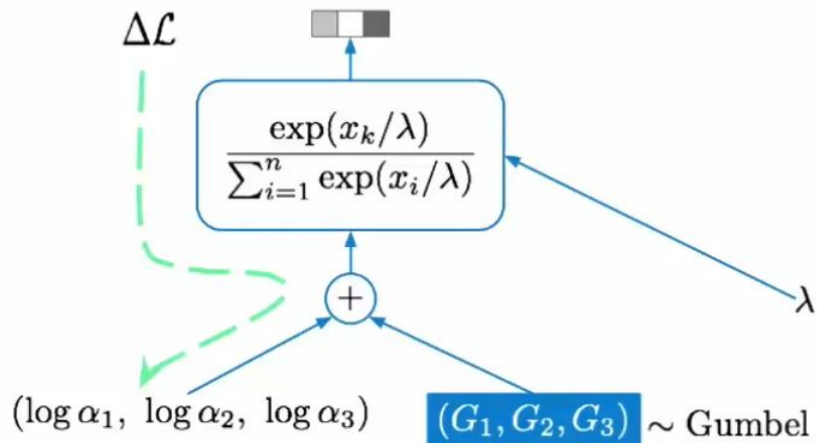 Δℒ
exp(x_k/λ)
∑_{i=1}^{n} exp(x_i/λ)
+
λ
(log α_1, log α_2, log α_3)
(G_1, G_2, G_3) ∼ Gumbel